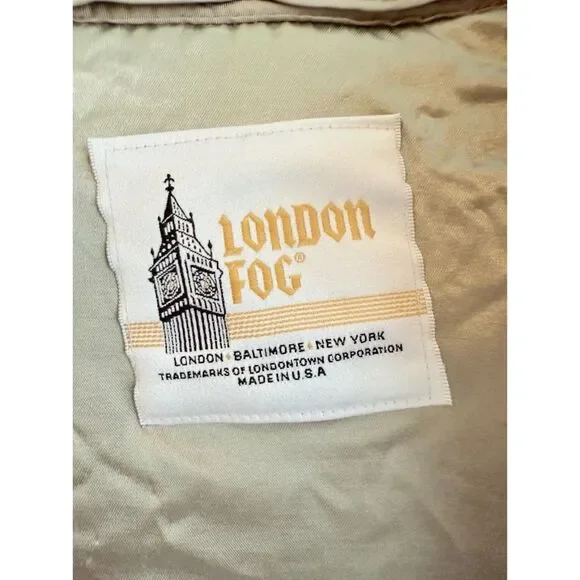 LONDON
FOG®
LONDON • BALTIMORE • NEW YORK
TRADEMARKS OF LONDONTOWN CORPORATION
MADE IN U.S.A